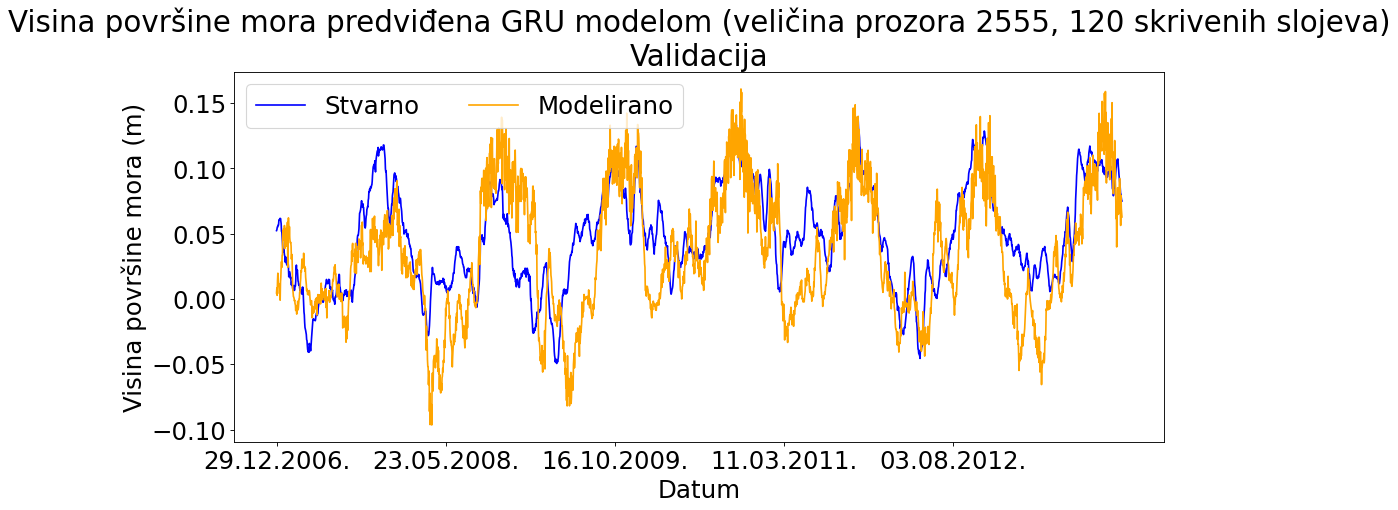 Visina površine mora predviđena GRU modelom (veličina prozora 2555, 120 skrivenih slojeva)
Validacija
Stvarno Modelirano
Visina površine mora (m)
0.15
0.10
0.05
0.00
−0.05
−0.10
29.12.2006. 23.05.2008. 16.10.2009. 11.03.2011. 03.08.2012.
Datum